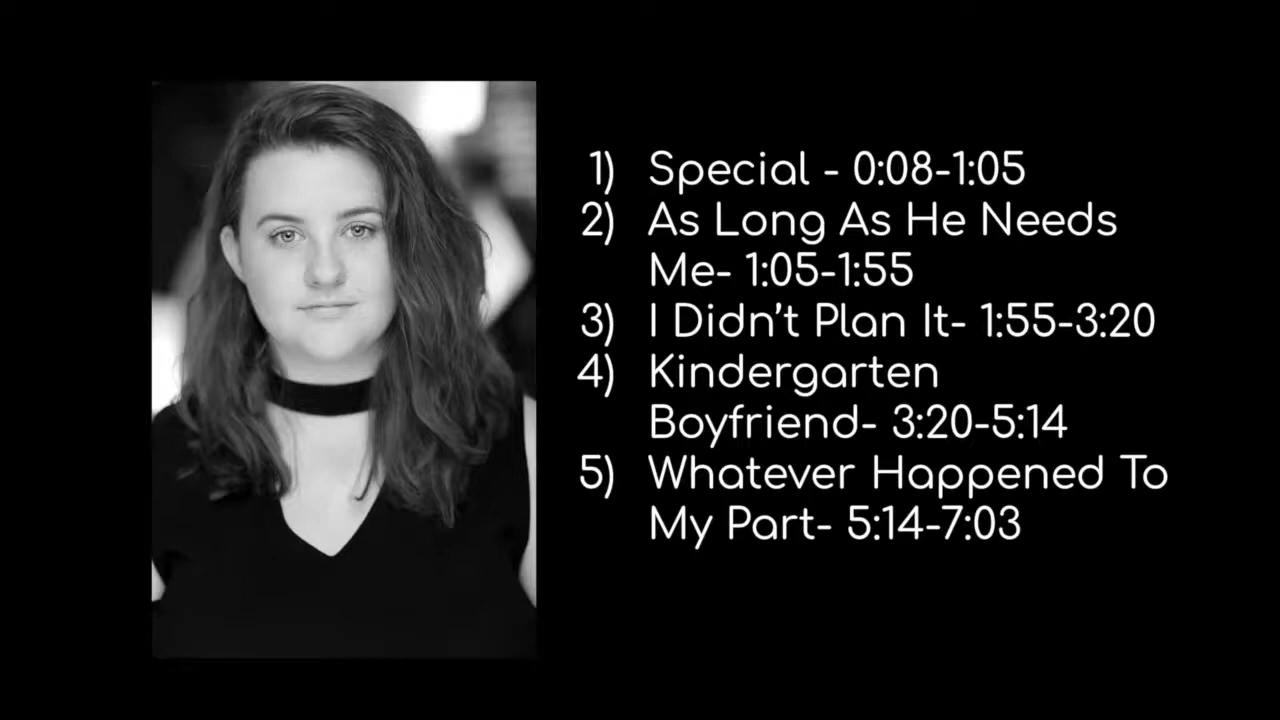 1) Special - 0:08-1:05
2) As Long As He Needs
Me- 1:05-1:55
3) I Didn't Plan It- 1:55-3:20
4) Kindergarten
Boyfriend- 3:20-5:14
5) Whatever Happened To
My Part- 5:14-7:03